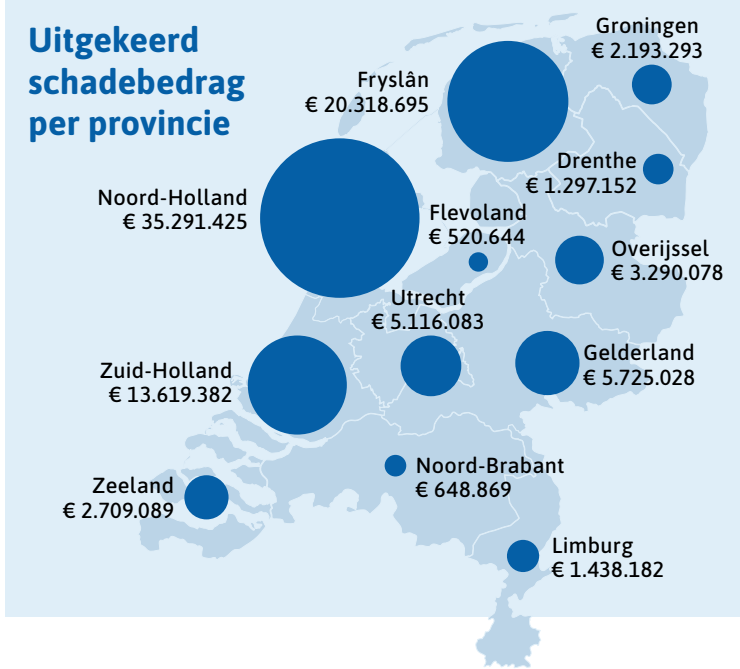 Uitgekeerd
schadebedrag
per provincie
Groningen
€ 2.193.293
Fryslân
€ 20.318.695
Drenthe
€ 1.297.152
Noord-Holland
€ 35.291.425
Flevoland
€ 520.644
Overijssel
€ 3.290.078
Utrecht
€ 5.116.083
Gelderland
€ 5.725.028
Zuid-Holland
€ 13.619.382
Noord-Brabant
€ 648.869
Zeeland
€ 2.709.089
Limburg
€ 1.438.182